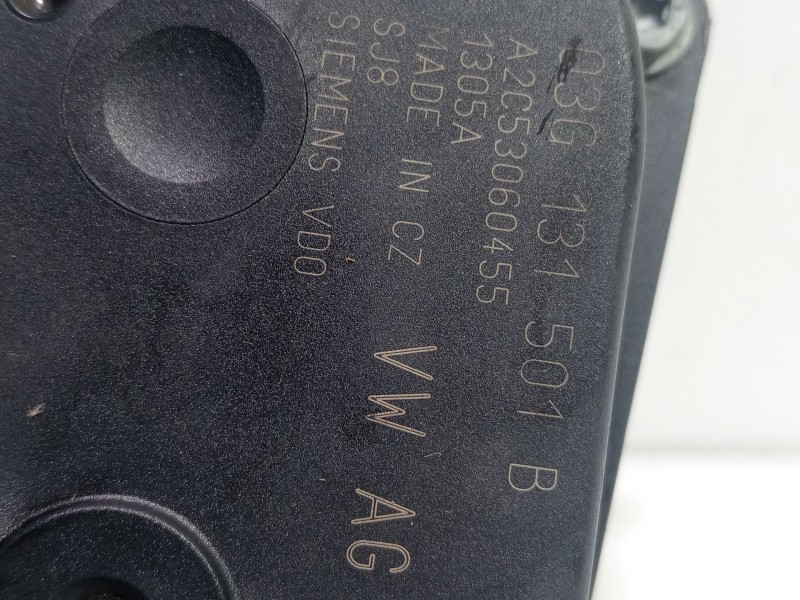 03G 131 501 B
A2C53060455
1305A
MADE IN CZ
SJ8
SIEMENS VDO
VW AG